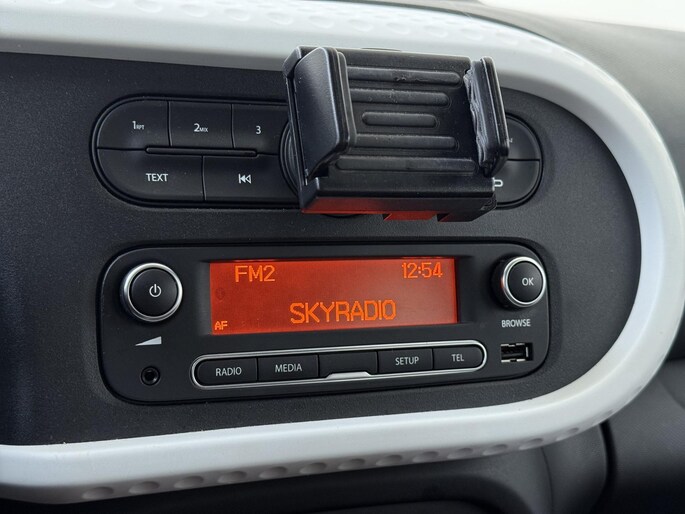 1RPT 2MIX 3
TEXT
FM2 12:54
SKYRADIO
AF
OK
BROWSE
RADIO MEDIA SETUP TEL